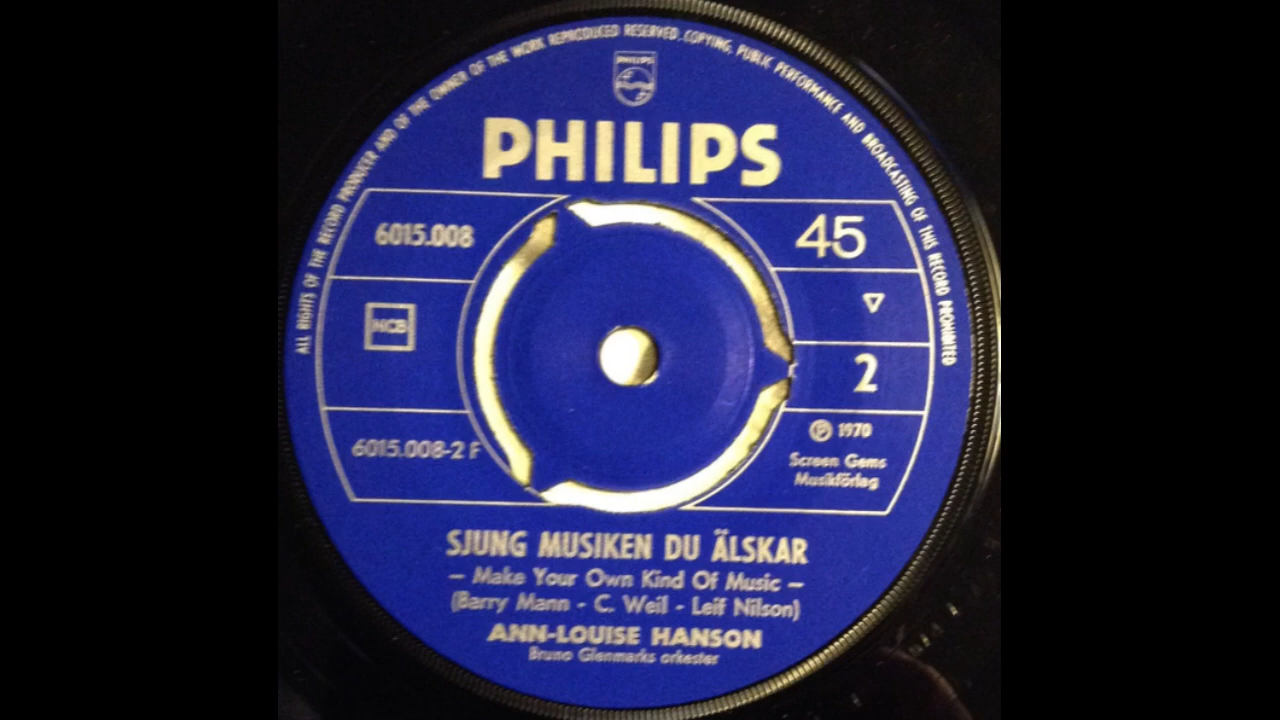 ALL RIGHTS OF THE RECORD PRODUCER AND OF THE OWNER OF THE WORK REPRODUCED RESERVED. COPYING, PUBLIC PERFORMANCE AND BROADCASTING OF THIS RECORD PROHIBITED
PHILIPS
PHILIPS
6015.008
45
NCB
2
6015.008-2 F
℗ 1970
Screen Gems
Musikförlag
SJUNG MUSIKEN DU ÄLSKAR
– Make Your Own Kind Of Music –
(Barry Mann - C. Weil - Leif Nilson)
ANN-LOUISE HANSON
Bruno Glenmarks orkester